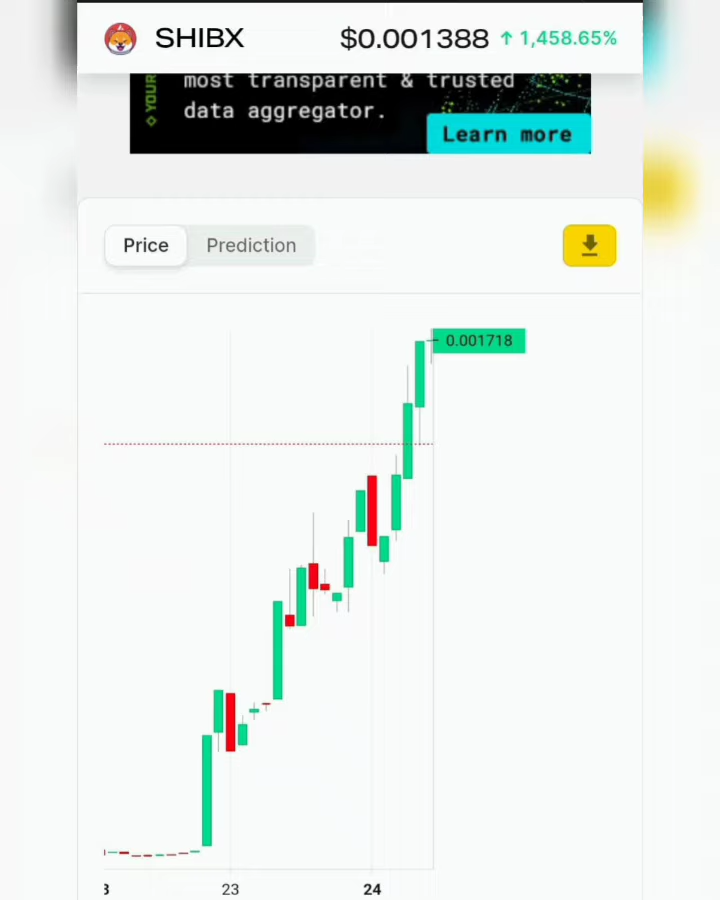 SHIBX
$0.001388 ↑ 1,458.65%
◇ YOUR
most transparent & trusted
data aggregator.
Learn more
Price
Prediction
0.001718
23
24